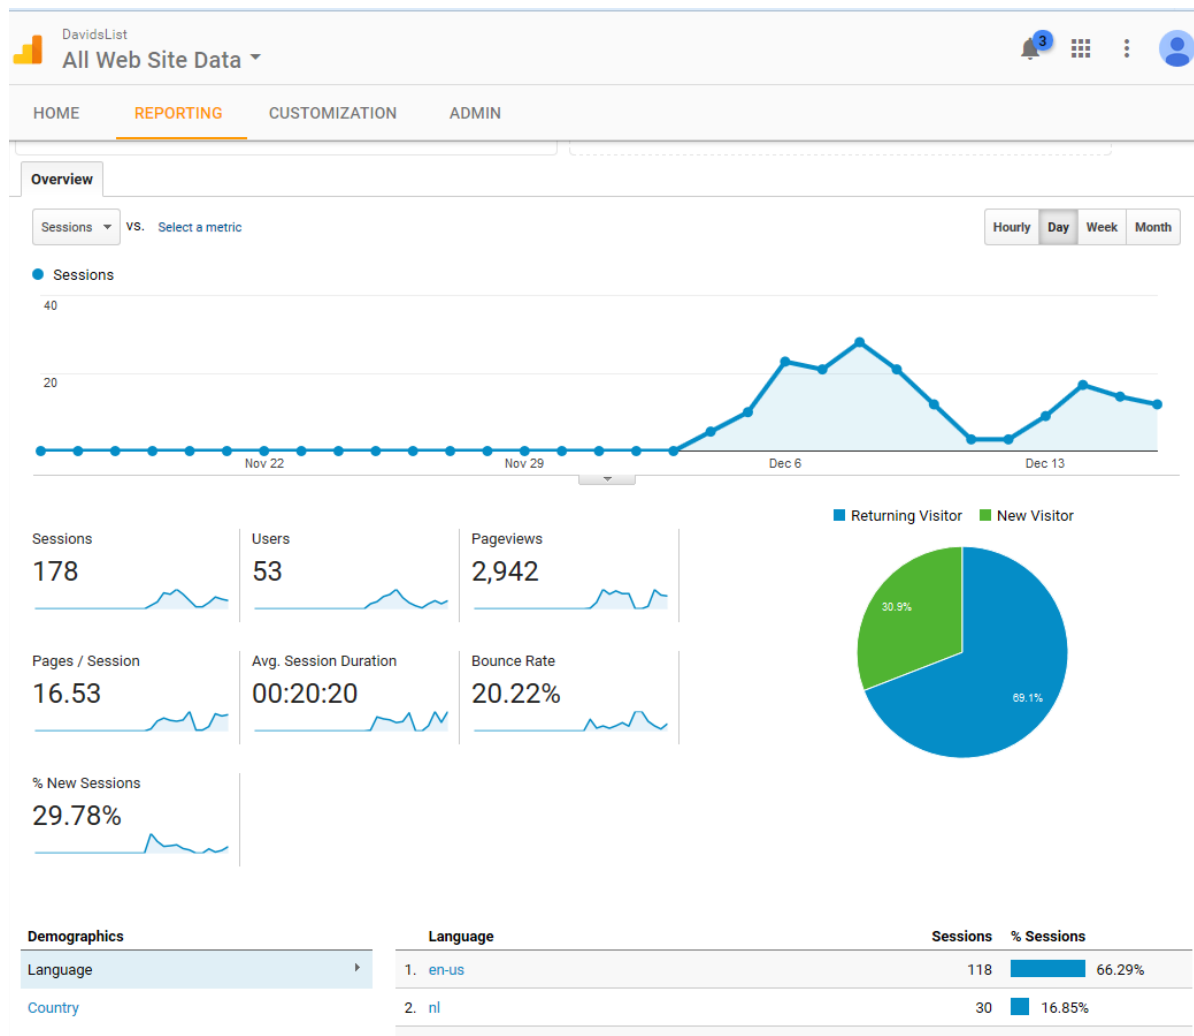 DavidsList
All Web Site Data
3
HOME REPORTING CUSTOMIZATION ADMIN
Overview
Sessions VS. Select a metric
Hourly Day Week Month
Sessions
40
20
Nov 22 Nov 29 Dec 6 Dec 13
Returning Visitor New Visitor
Sessions Users Pageviews
178 53 2,942
30.9%
69.1%
Pages / Session Avg. Session Duration Bounce Rate
16.53 00:20:20 20.22%
% New Sessions
29.78%
Demographics
Language
Country
Language Sessions % Sessions
1. en-us 118 66.29%
2. nl 30 16.85%